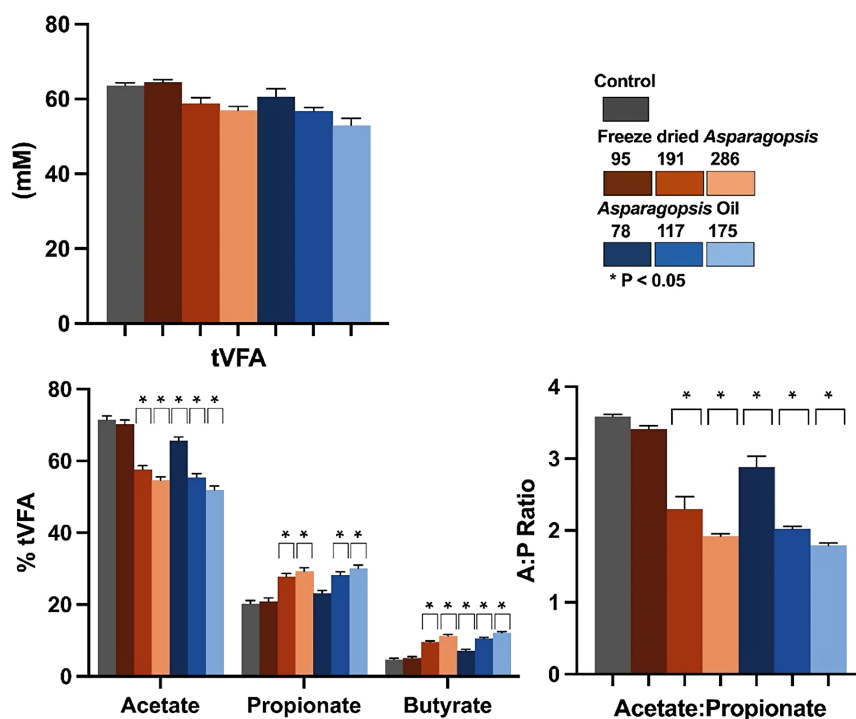 80
60
40
20
0
(mM)
tVFA
Control
Freeze dried Asparagopsis
95 191 286
Asparagopsis Oil
78 117 175
* P < 0.05
80
60
40
20
0
% tVFA
* * * * *
* * * *
* * * * *
Acetate Propionate Butyrate
4
3
2
1
0
A:P Ratio
* * * * *
Acetate:Propionate